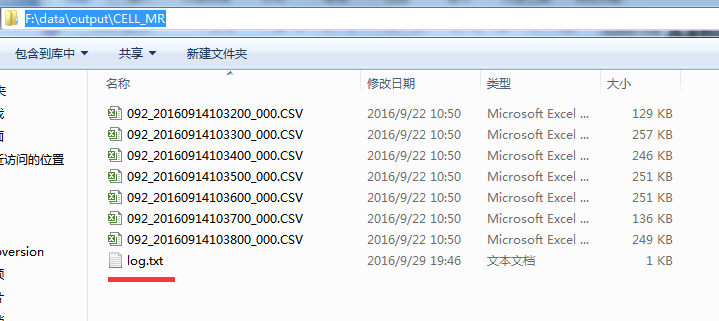 F:\data\output\CELL_MR
包含到库中 共享 新建文件夹
名称 修改日期 类型 大小
092_20160914103200_000.CSV 2016/9/22 10:50 Microsoft Excel ... 129 KB
092_20160914103300_000.CSV 2016/9/22 10:50 Microsoft Excel ... 257 KB
092_20160914103400_000.CSV 2016/9/22 10:50 Microsoft Excel ... 246 KB
近访问的位置 092_20160914103500_000.CSV 2016/9/22 10:50 Microsoft Excel ... 251 KB
092_20160914103600_000.CSV 2016/9/22 10:50 Microsoft Excel ... 251 KB
092_20160914103700_000.CSV 2016/9/22 10:50 Microsoft Excel ... 136 KB
092_20160914103800_000.CSV 2016/9/22 10:50 Microsoft Excel ... 249 KB
oversion log.txt 2016/9/29 19:46 文本文档 1 KB